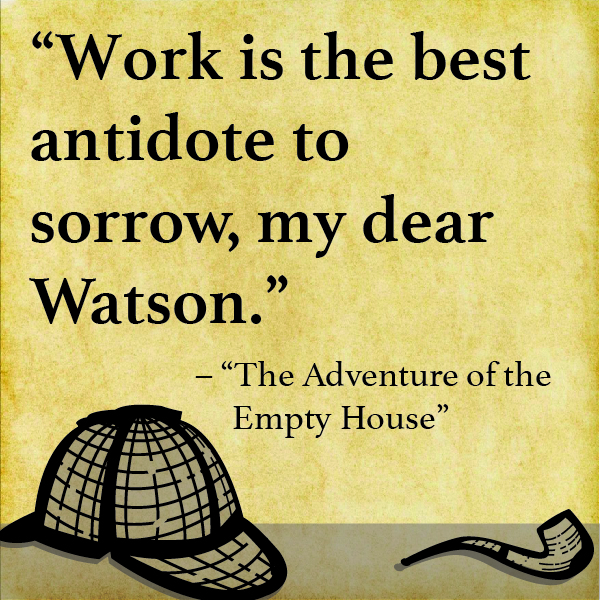 “Work is the best
antidote to
sorrow, my dear
Watson.”
– “The Adventure of the
Empty House”